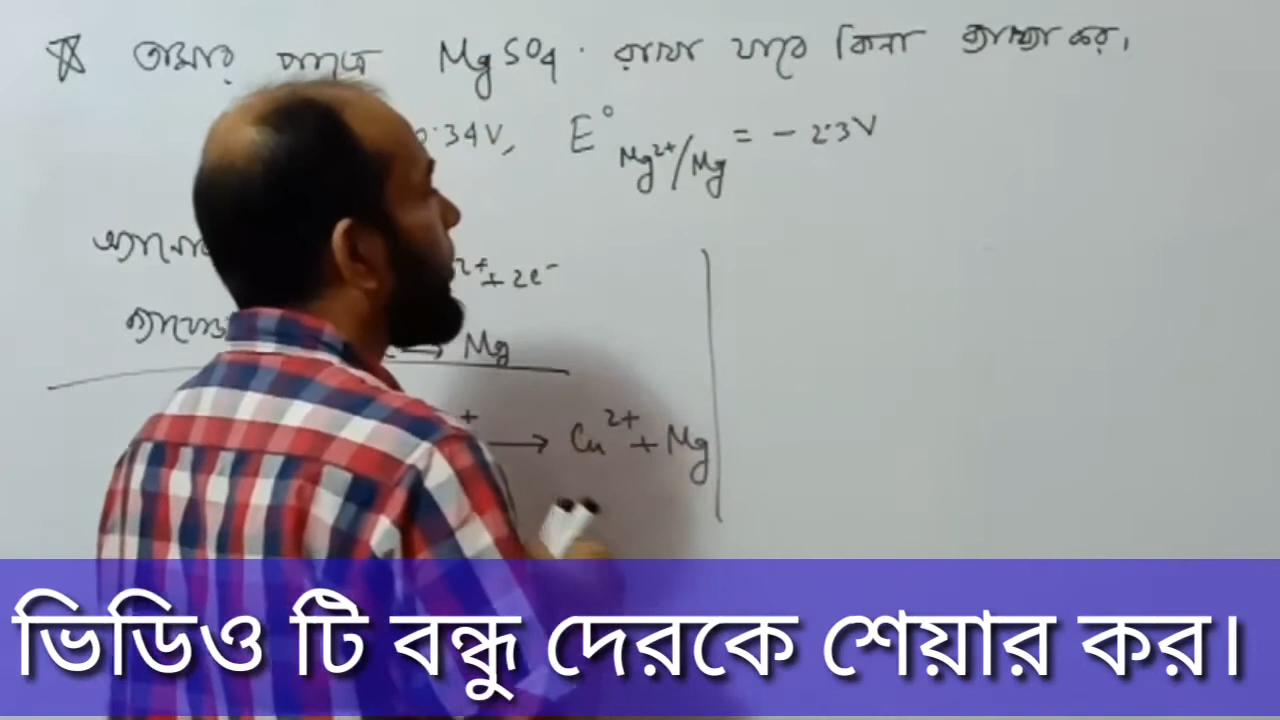 ☆ তামার পাত্রে MgSO4. রাখা যাবে কিনা ব্যাখ্যা কর।
0.34V, E° Mg²⁺/Mg = - 2.3V
²⁺ + 2e⁻
→ Mg
⁺ → Cu²⁺ + Mg
ভিডিও টি বন্ধু দেরকে শেয়ার কর।